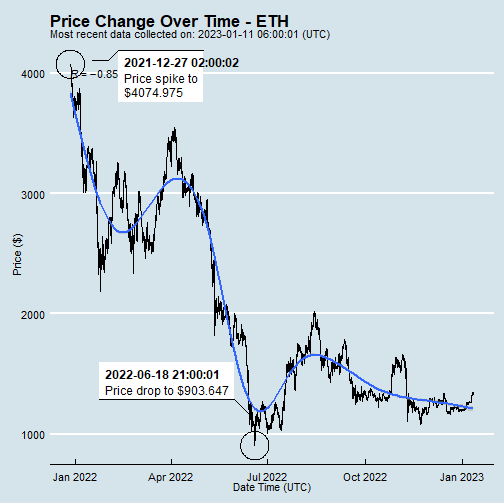 Price Change Over Time - ETH
Most recent data collected on: 2023-01-11 06:00:01 (UTC)
2021-12-27 02:00:02
Price spike to
$4074.975
R = −0.85
4000
3000
2000
1000
Price ($)
2022-06-18 21:00:01
Price drop to $903.647
Jan 2022
Apr 2022
Jul 2022
Oct 2022
Jan 2023
Date Time (UTC)